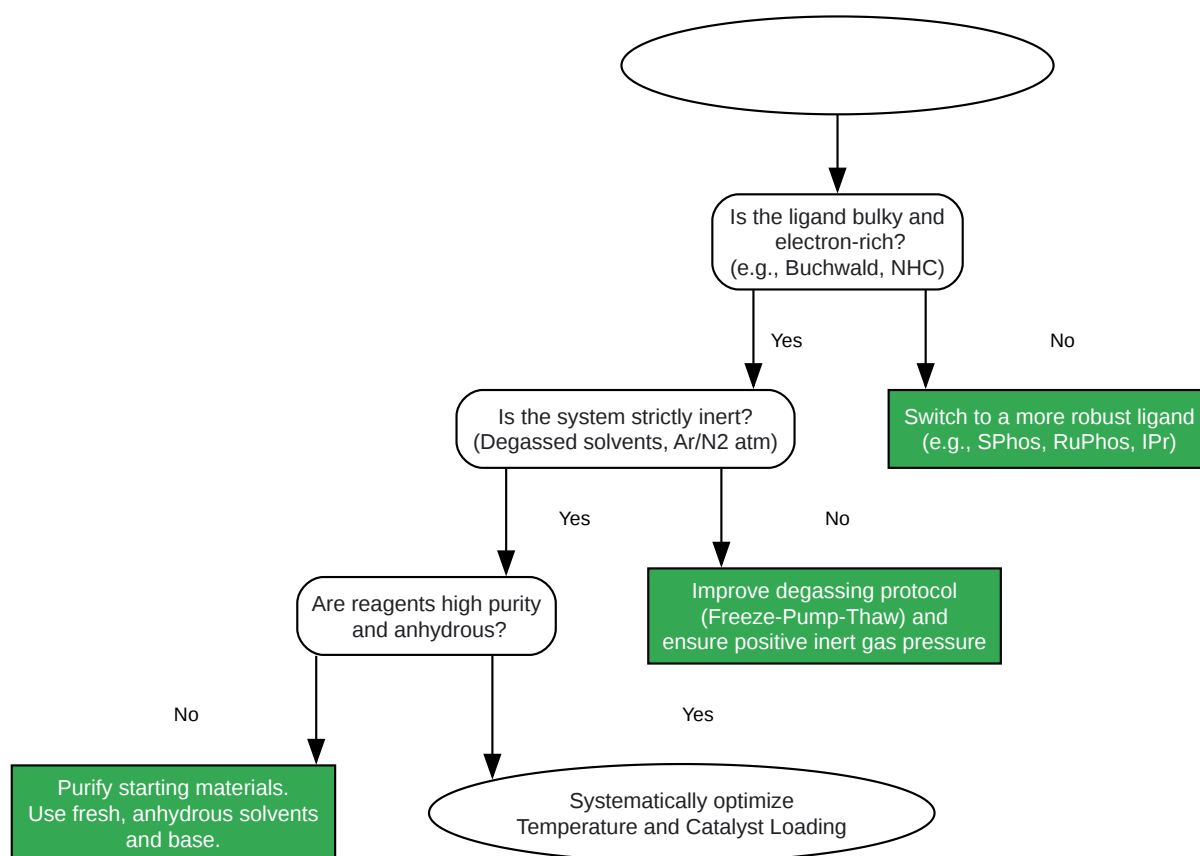 Is the ligand bulky and
electron-rich?
(e.g., Buchwald, NHC)
Yes
No
Is the system strictly inert?
(Degassed solvents, Ar/N2 atm)
Switch to a more robust ligand
(e.g., SPhos, RuPhos, IPr)
Yes
No
Are reagents high purity
and anhydrous?
Improve degassing protocol
(Freeze-Pump-Thaw) and
ensure positive inert gas pressure
No
Yes
Purify starting materials.
Use fresh, anhydrous solvents
and base.
Systematically optimize
Temperature and Catalyst Loading